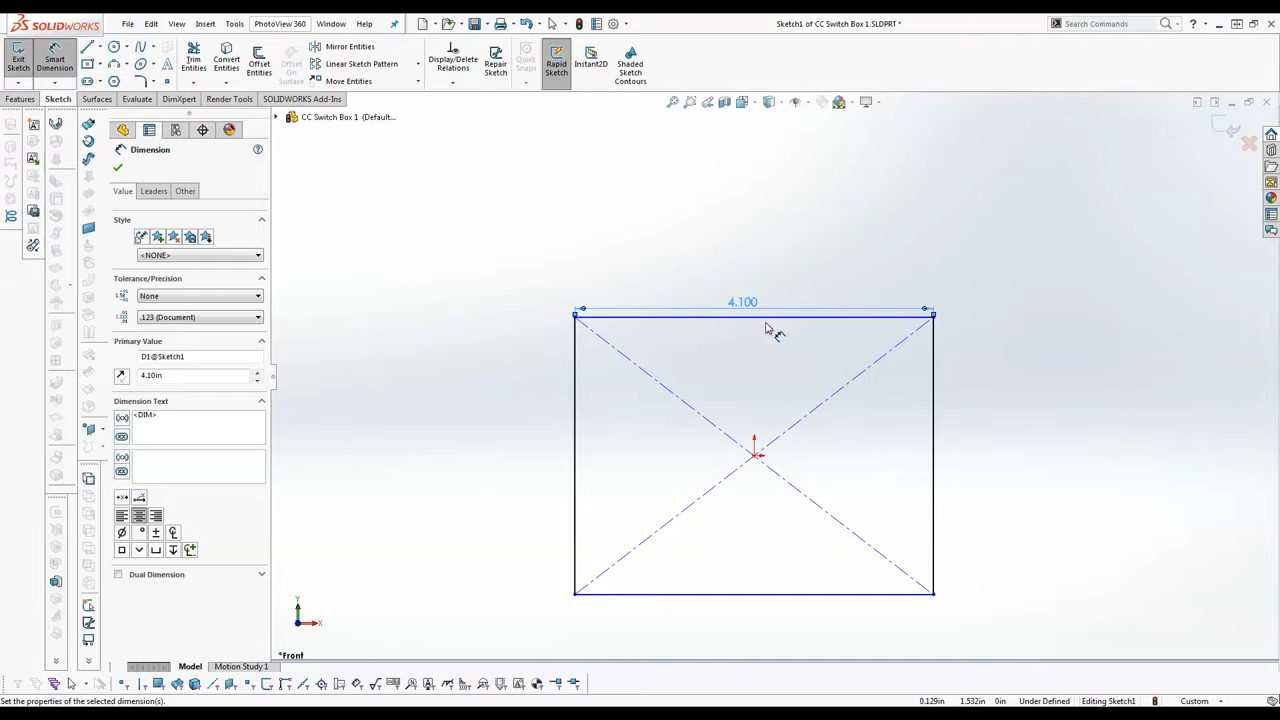 SOLIDWORKS File Edit View Insert Tools PhotoView 360 Window Help Sketch1 of CC Switch Box 1.SLDPRT * Search Commands
Exit Sketch
Smart Dimension
Trim Entities
Convert Entities
Offset Entities
Offset On Surface
Mirror Entities
Linear Sketch Pattern
Move Entities
Display/Delete Relations
Repair Sketch
Quick Snaps
Rapid Sketch
Instant2D
Shaded Sketch Contours
Features Sketch Surfaces Evaluate DimXpert Render Tools SOLIDWORKS Add-Ins
CC Switch Box 1 (Default...
Dimension
Value Leaders Other
Style
<NONE>
Tolerance/Precision
None
.123 (Document)
Primary Value
D1@Sketch1
4.10in
Dimension Text
<DIM>
Dual Dimension
4.100
Y
X
*Front
Model Motion Study 1
Set the properties of the selected dimension(s). 0.129in 1.532in 0in Under Defined Editing Sketch1 Custom